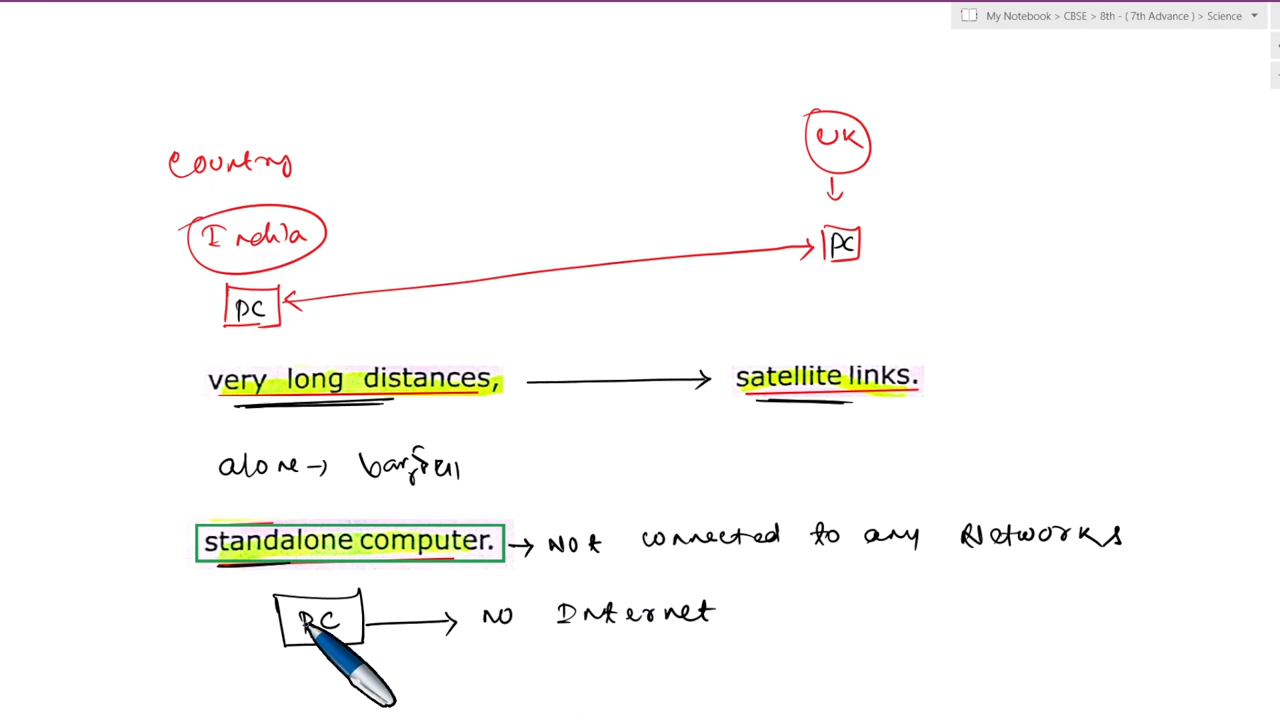 My Notebook > CBSE > 8th - ( 7th Advance ) > Science
UK
Country
India
PC
PC
very long distances,
satellite links.
alone →
standalone computer. → Not connected to any Networks
PC → NO Internet